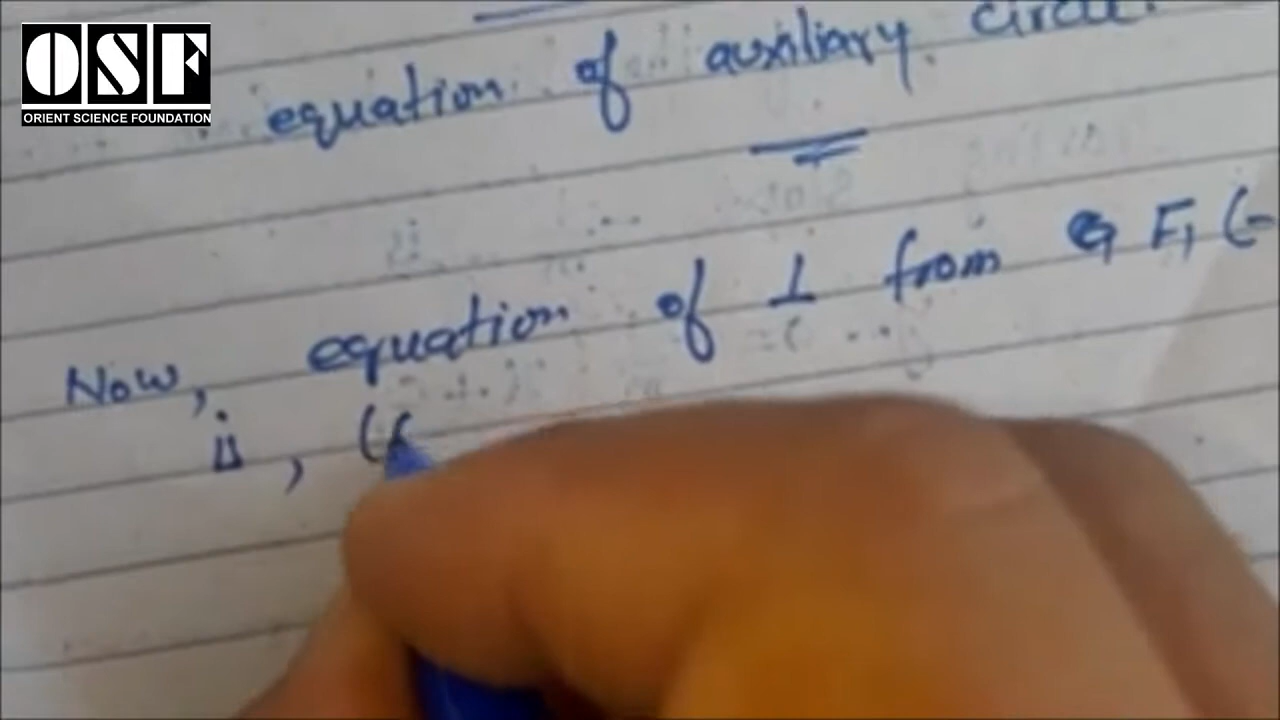 OSF
ORIENT SCIENCE FOUNDATION
equation of auxiliary circle.
Now, equation of ⊥ from F₁ (-
is, (